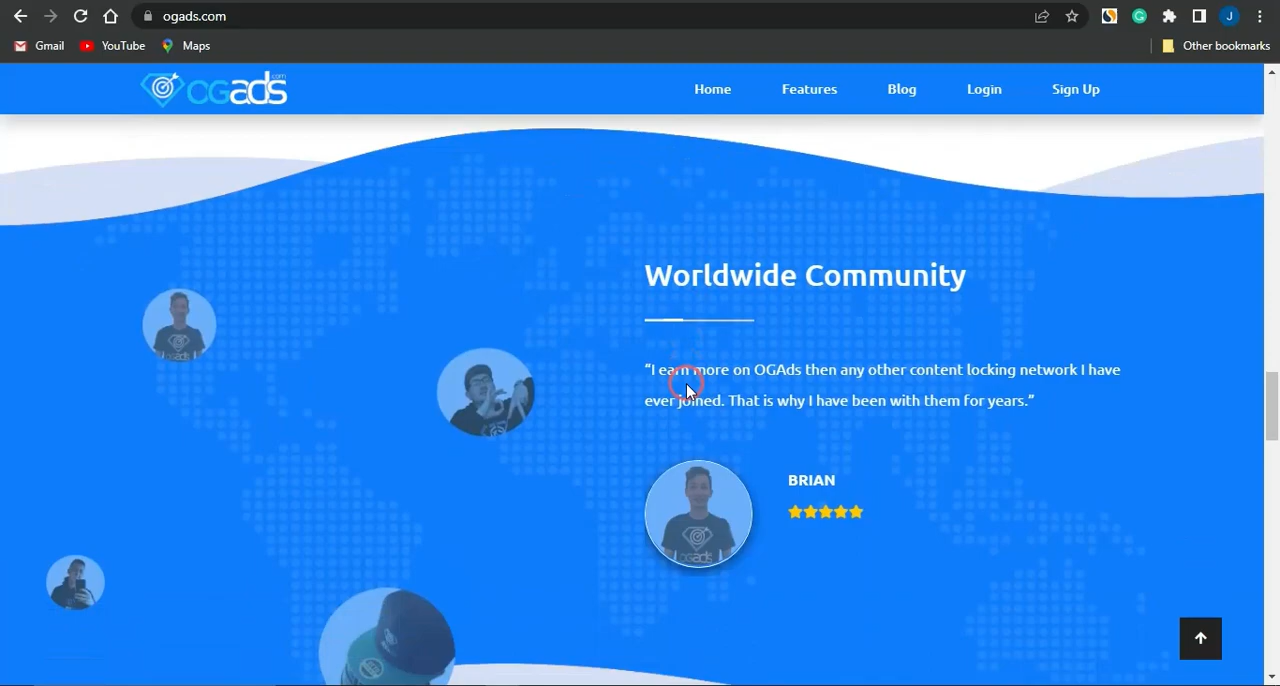 ogads.com
Gmail YouTube Maps Other bookmarks
OGads .com Home Features Blog Login Sign Up
Worldwide Community
“I earn more on OGAds then any other content locking network I have
ever joined. That is why I have been with them for years.”
BRIAN
ogads
J